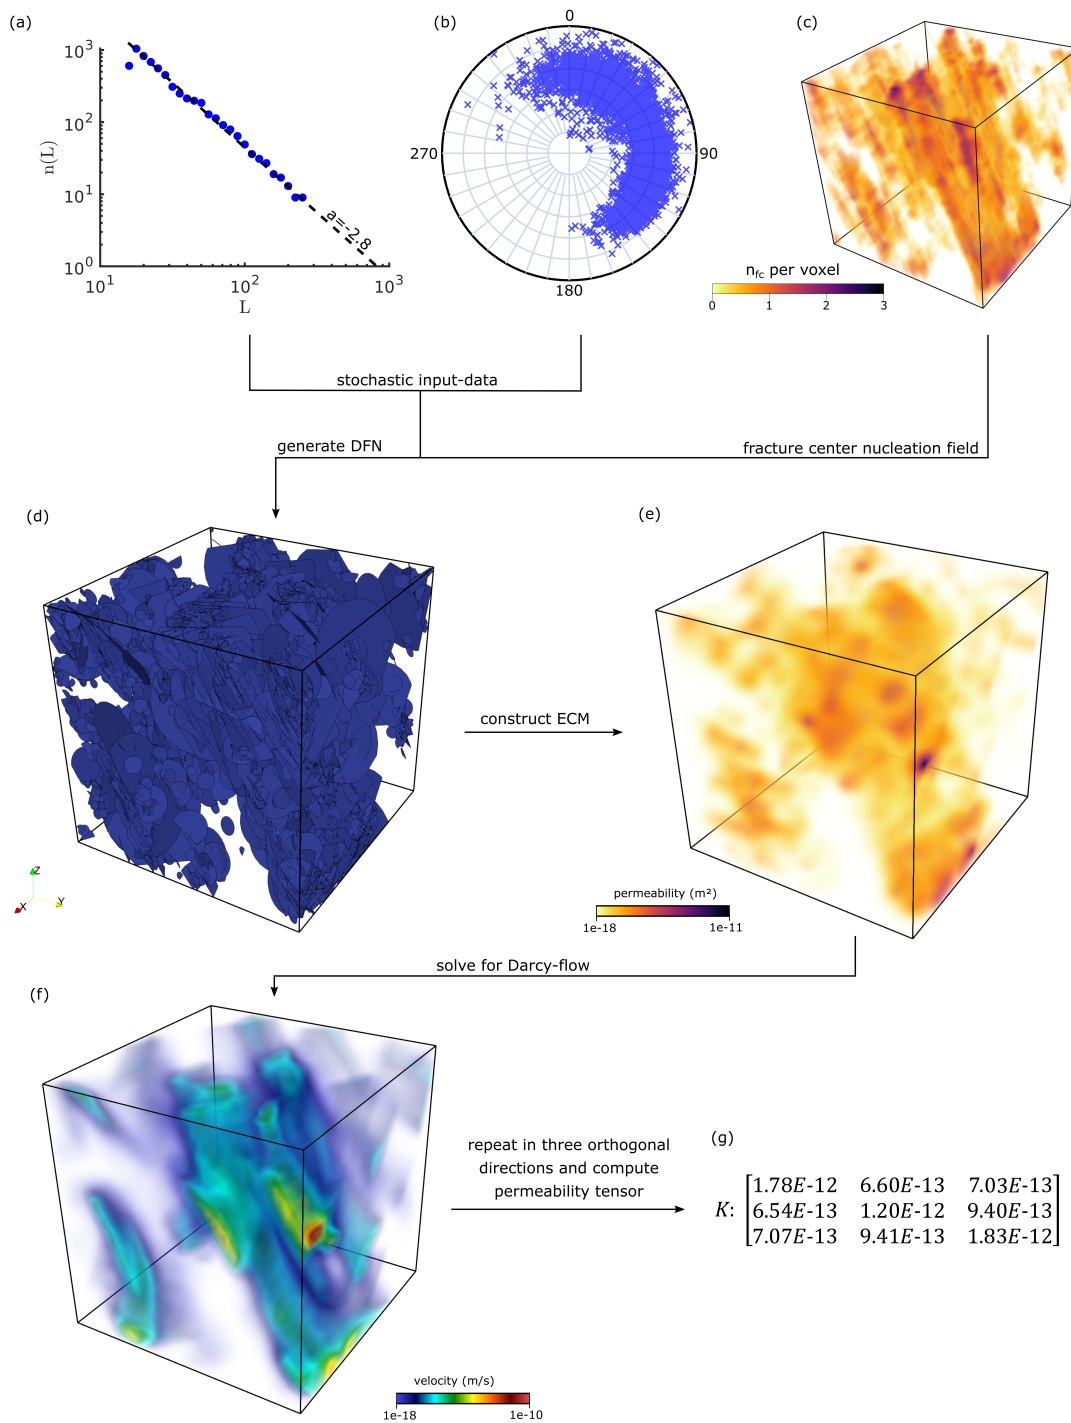 (a)
10³
10²
10¹
10⁰
n(L)
a=-2.8
10¹
10²
10³
L
(b)
0
90
180
270
(c)
n_fc per voxel
0
1
2
3
stochastic input-data
generate DFN
fracture center nucleation field
(d)
Z
Y
X
construct ECM
(e)
permeability (m²)
1e-18
1e-11
solve for Darcy-flow
(f)
velocity (m/s)
1e-18
1e-10
repeat in three orthogonal
directions and compute
permeability tensor
(g)
1.78E-12 6.60E-13 7.03E-13
K: 6.54E-13 1.20E-12 9.40E-13
7.07E-13 9.41E-13 1.83E-12